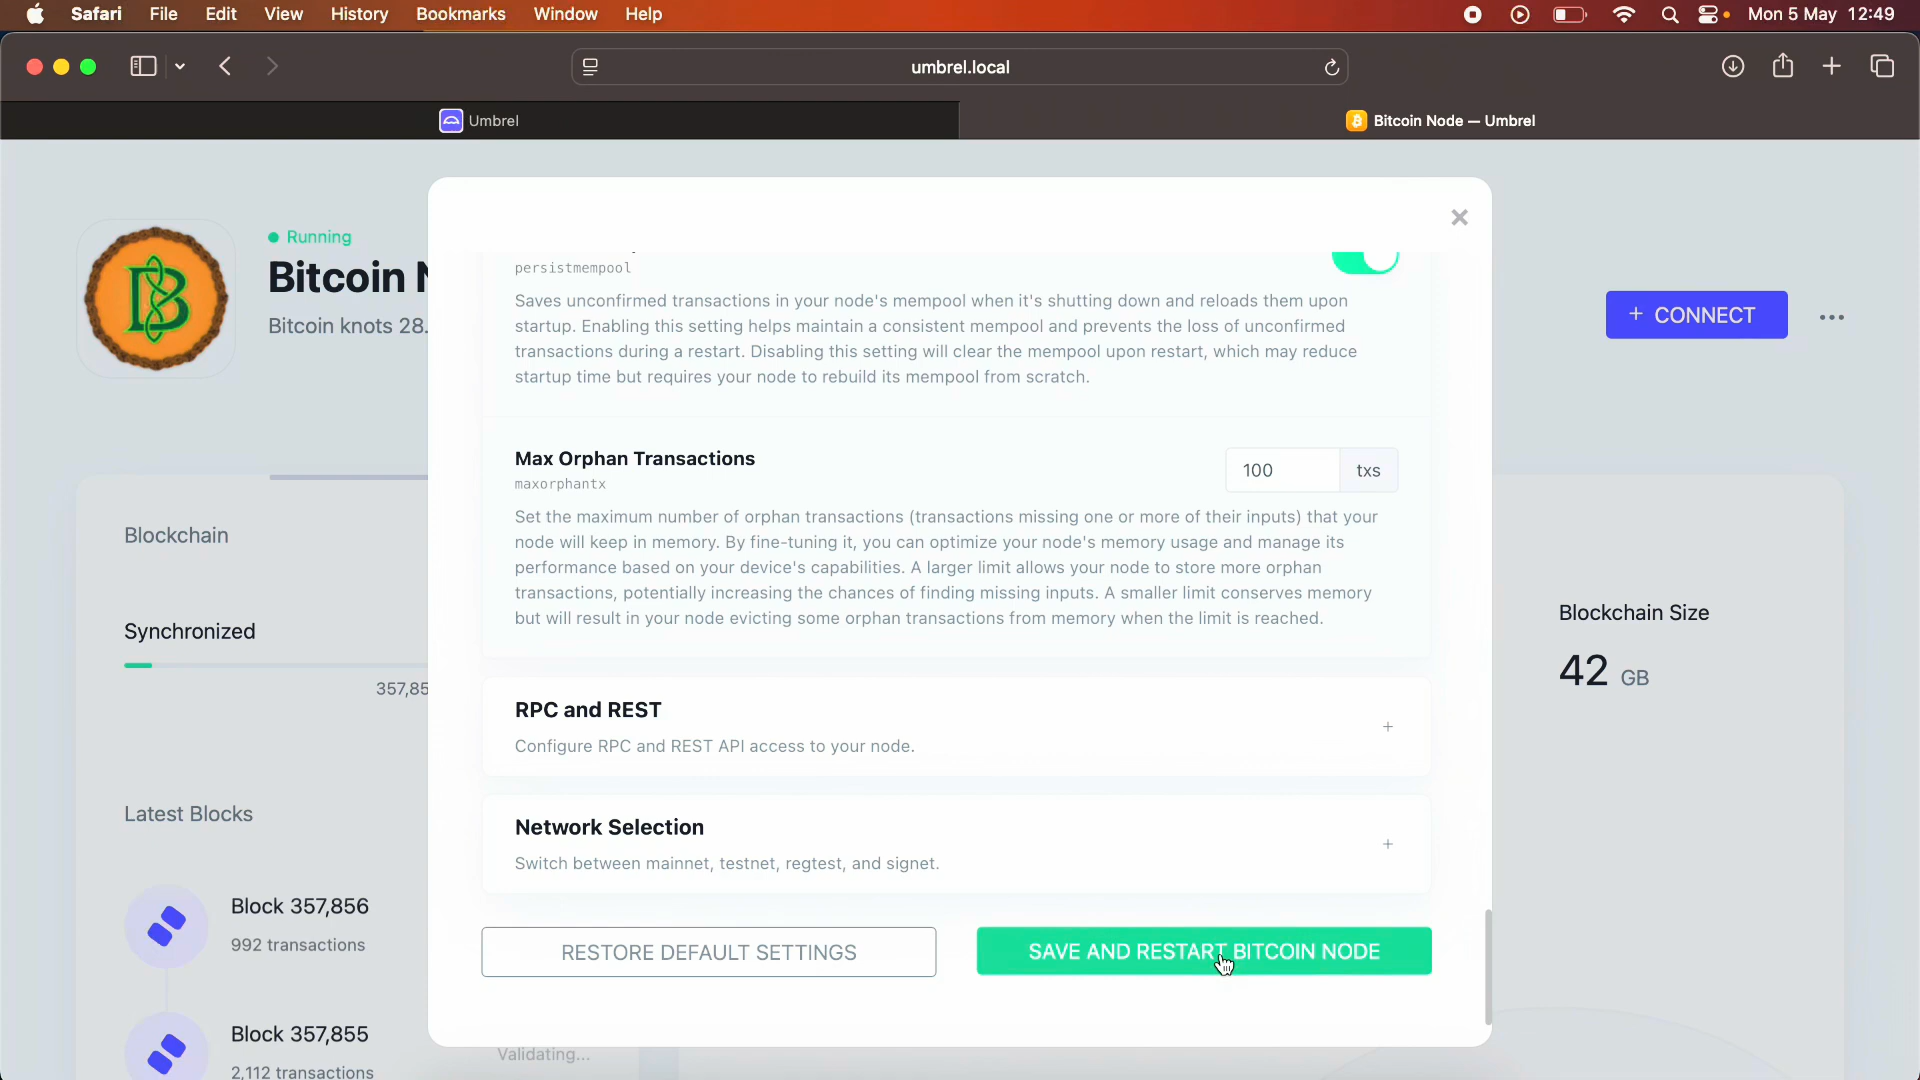 Safari File Edit View History Bookmarks Window Help Mon 5 May 12:49
umbrel.local
Umbrel Bitcoin Node — Umbrel
Running
Bitcoin
Bitcoin knots 28.
+ CONNECT
persistmempool
Saves unconfirmed transactions in your node's mempool when it's shutting down and reloads them upon
startup. Enabling this setting helps maintain a consistent mempool and prevents the loss of unconfirmed
transactions during a restart. Disabling this setting will clear the mempool upon restart, which may reduce
startup time but requires your node to rebuild its mempool from scratch.
Max Orphan Transactions
maxorphantx
100 txs
Set the maximum number of orphan transactions (transactions missing one or more of their inputs) that your
node will keep in memory. By fine-tuning it, you can optimize your node's memory usage and manage its
performance based on your device's capabilities. A larger limit allows your node to store more orphan
transactions, potentially increasing the chances of finding missing inputs. A smaller limit conserves memory
but will result in your node evicting some orphan transactions from memory when the limit is reached.
RPC and REST
Configure RPC and REST API access to your node.
Network Selection
Switch between mainnet, testnet, regtest, and signet.
RESTORE DEFAULT SETTINGS
SAVE AND RESTART BITCOIN NODE
Blockchain
Synchronized
357,85
Latest Blocks
Block 357,856
992 transactions
Block 357,855
2,112 transactions
Validating...
Blockchain Size
42 GB